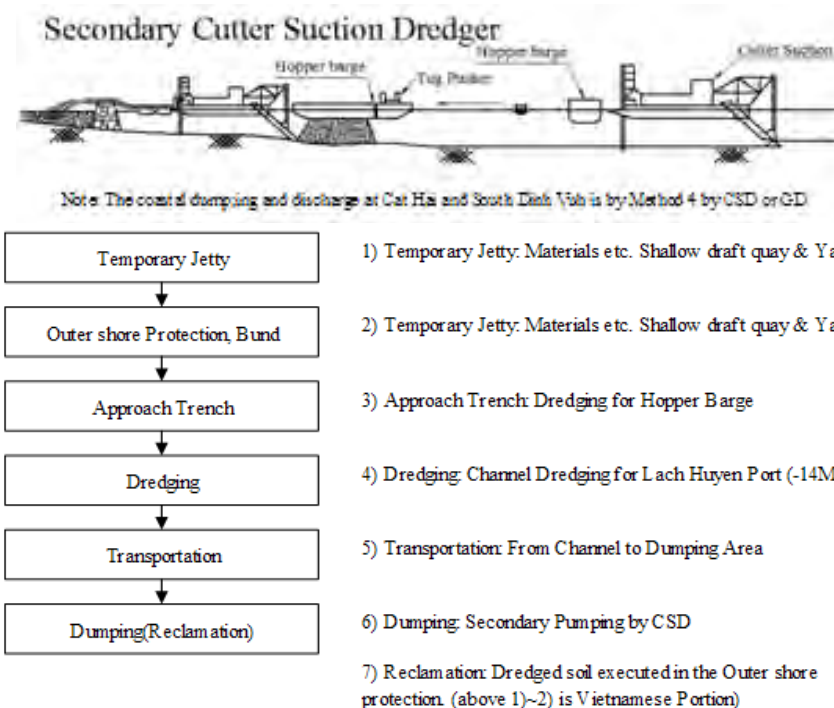 Secondary Cutter Suction Dredger
Hopper barge
Cutter Suction
Hopper barge
Tug Pusher
Note: The coastal dumping and discharge at Cat Hai and South Dinh Vuh is by Method 4 by CSD or GD
Temporary Jetty
1) Temporary Jetty: Materials etc. Shallow draft quay & Ya
Outer shore Protection, Bund
2) Temporary Jetty: Materials etc. Shallow draft quay & Ya
Approach Trench
3) Approach Trench: Dredging for Hopper Barge
Dredging
4) Dredging: Channel Dredging for Lach Huyen Port (-14M
Transportation
5) Transportation: From Channel to Dumping Area
Dumping(Reclamation)
6) Dumping: Secondary Pumping by CSD
7) Reclamation: Dredged soil executed in the Outer shore
protection. (above 1)~2) is Vietnamese Portion)